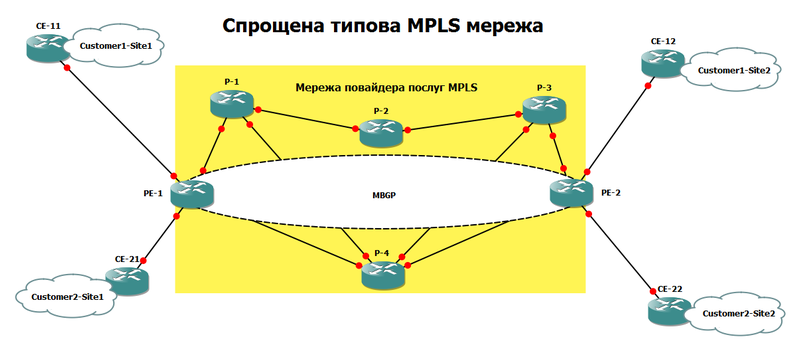 Спрощена типова MPLS мережа
CE-11
Customer1-Site1
CE-12
Customer1-Site2
Мережа повайдера послуг MPLS
P-1
P-2
P-3
PE-1
MBGP
PE-2
P-4
CE-21
Customer2-Site1
CE-22
Customer2-Site2